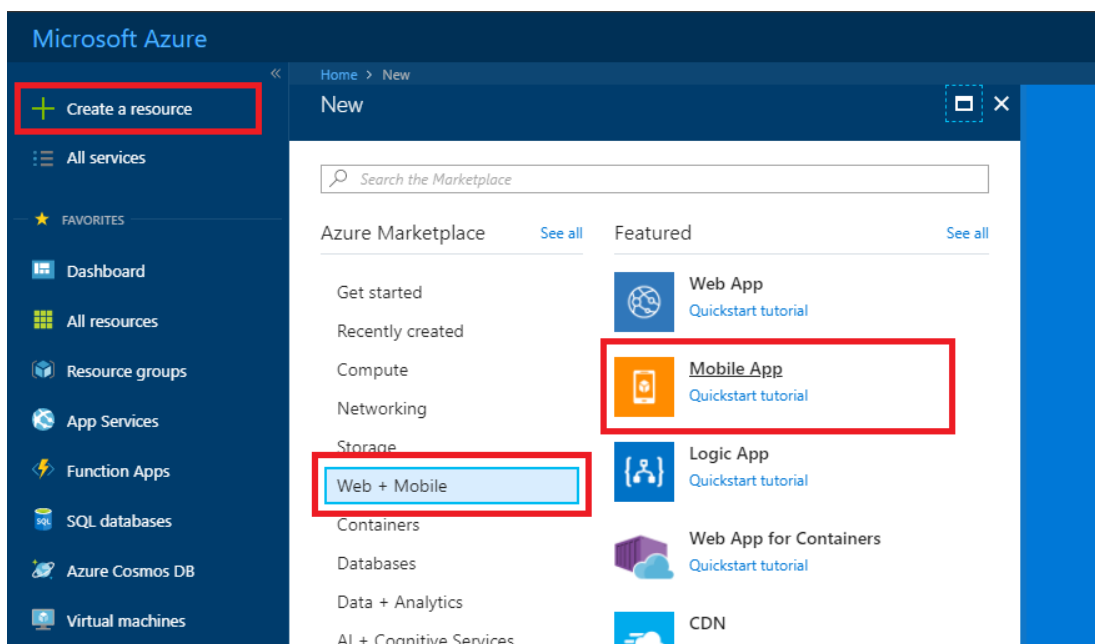 Microsoft Azure
«
Create a resource
All services
FAVORITES
Dashboard
All resources
Resource groups
App Services
Function Apps
SQL databases
Azure Cosmos DB
Virtual machines
Home > New
New
Search the Marketplace
Azure Marketplace See all
Get started
Recently created
Compute
Networking
Storage
Web + Mobile
Containers
Databases
Data + Analytics
AI + Cognitive Services
Featured See all
Web App
Quickstart tutorial
Mobile App
Quickstart tutorial
Logic App
Quickstart tutorial
Web App for Containers
Quickstart tutorial
CDN